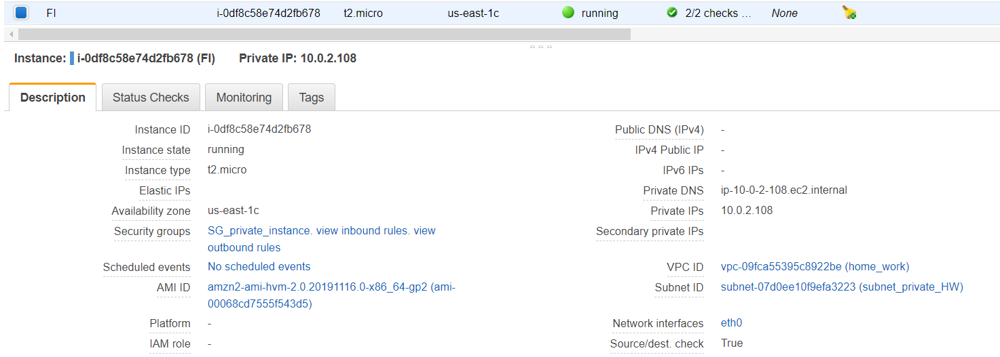 FI i-0df8c58e74d2fb678 t2.micro us-east-1c running 2/2 checks ... None
Instance: i-0df8c58e74d2fb678 (FI) Private IP: 10.0.2.108
Description Status Checks Monitoring Tags
Instance ID i-0df8c58e74d2fb678 Public DNS (IPv4) -
Instance state running IPv4 Public IP -
Instance type t2.micro IPv6 IPs -
Elastic IPs Private DNS ip-10-0-2-108.ec2.internal
Availability zone us-east-1c Private IPs 10.0.2.108
Security groups SG_private_instance. view inbound rules. view Secondary private IPs
outbound rules
Scheduled events No scheduled events VPC ID vpc-09fca55395c8922be (home_work)
AMI ID amzn2-ami-hvm-2.0.20191116.0-x86_64-gp2 (ami- Subnet ID subnet-07d0ee10f9efa3223 (subnet_private_HW)
00068cd7555f543d5)
Platform - Network interfaces eth0
IAM role - Source/dest. check True